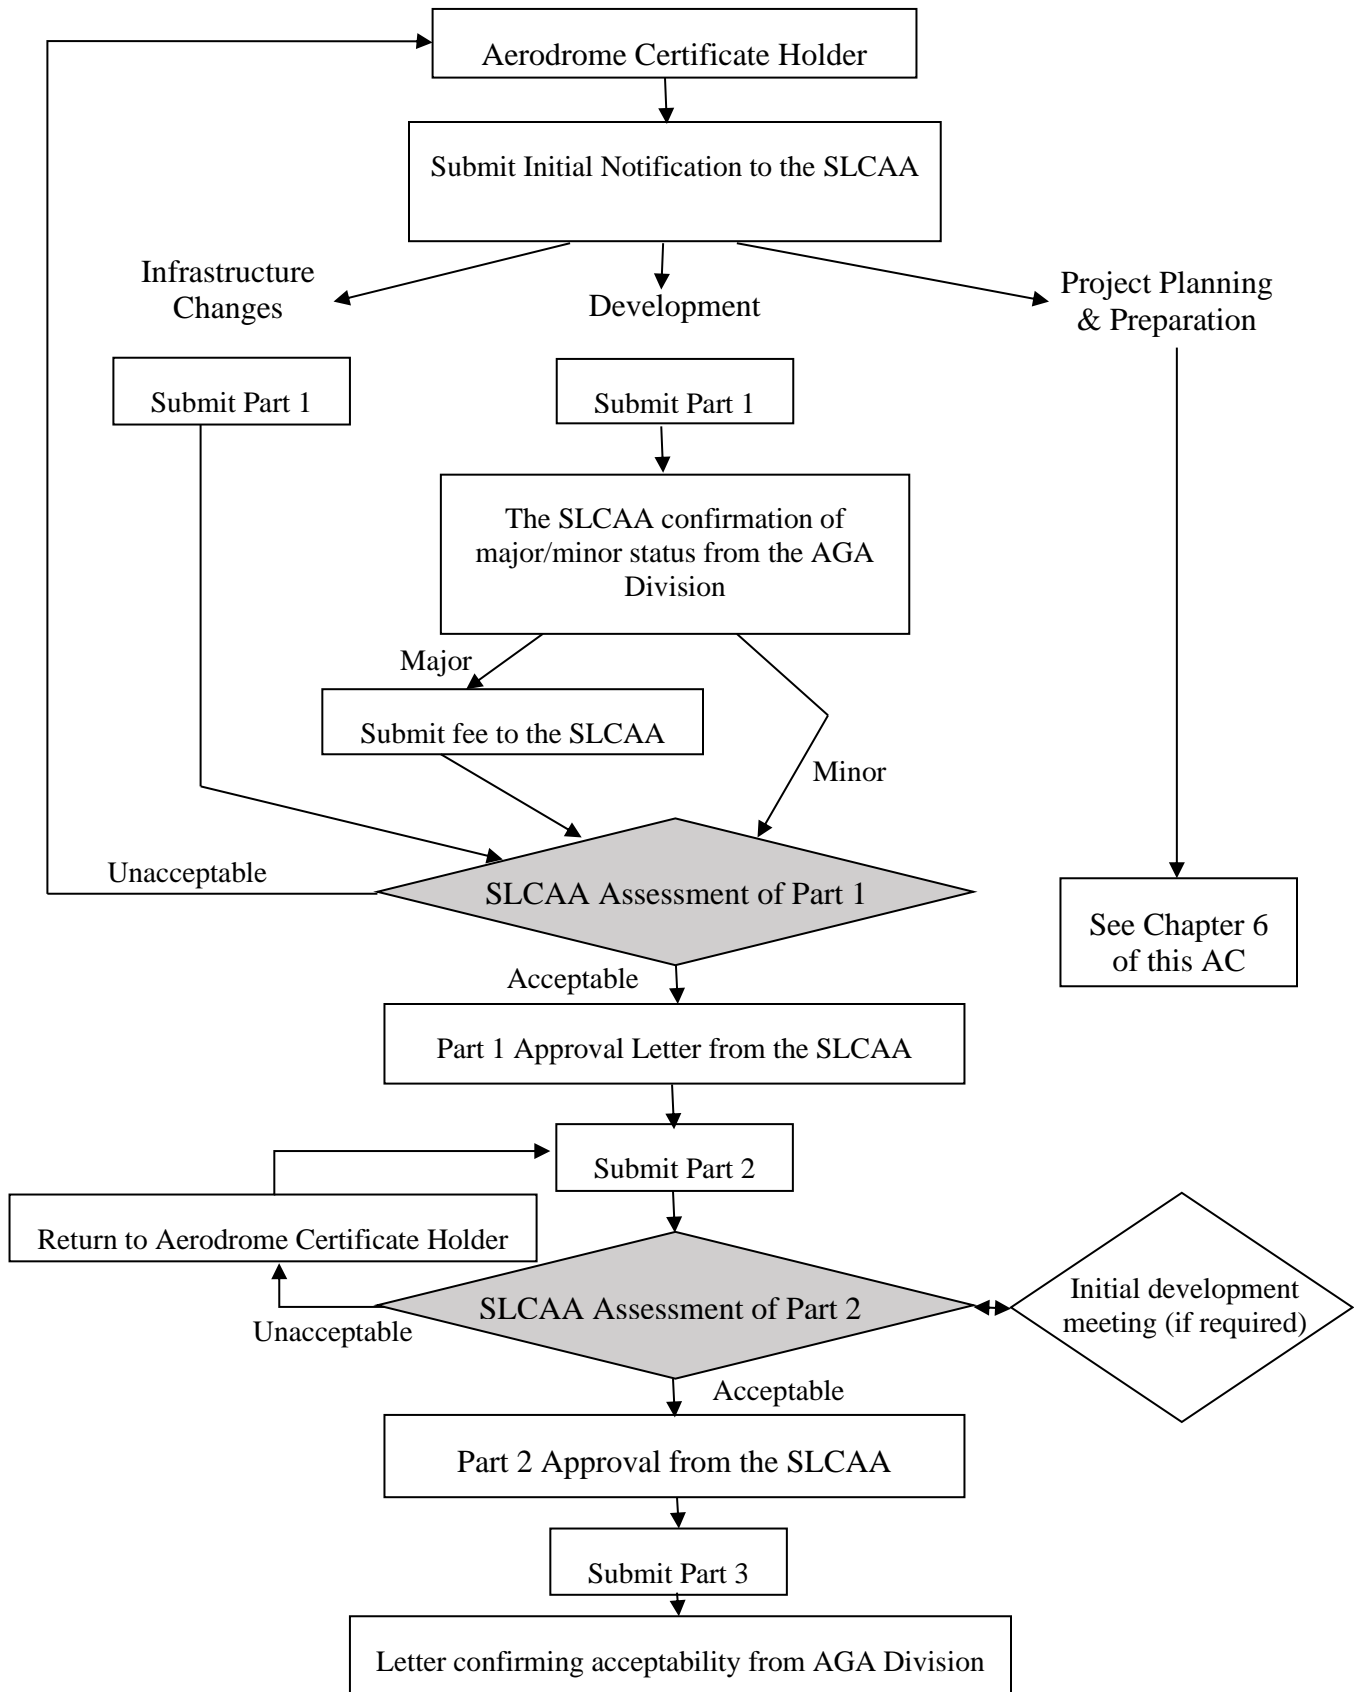 Aerodrome Certificate Holder
Submit Initial Notification to the SLCAA
Infrastructure
Changes
Development
Project Planning
& Preparation
Submit Part 1
Submit Part 1
The SLCAA confirmation of
major/minor status from the AGA
Division
Major
Submit fee to the SLCAA
Minor
Unacceptable
SLCAA Assessment of Part 1
See Chapter 6
of this AC
Acceptable
Part 1 Approval Letter from the SLCAA
Submit Part 2
Return to Aerodrome Certificate Holder
Unacceptable
SLCAA Assessment of Part 2
Initial development
meeting (if required)
Acceptable
Part 2 Approval from the SLCAA
Submit Part 3
Letter confirming acceptability from AGA Division